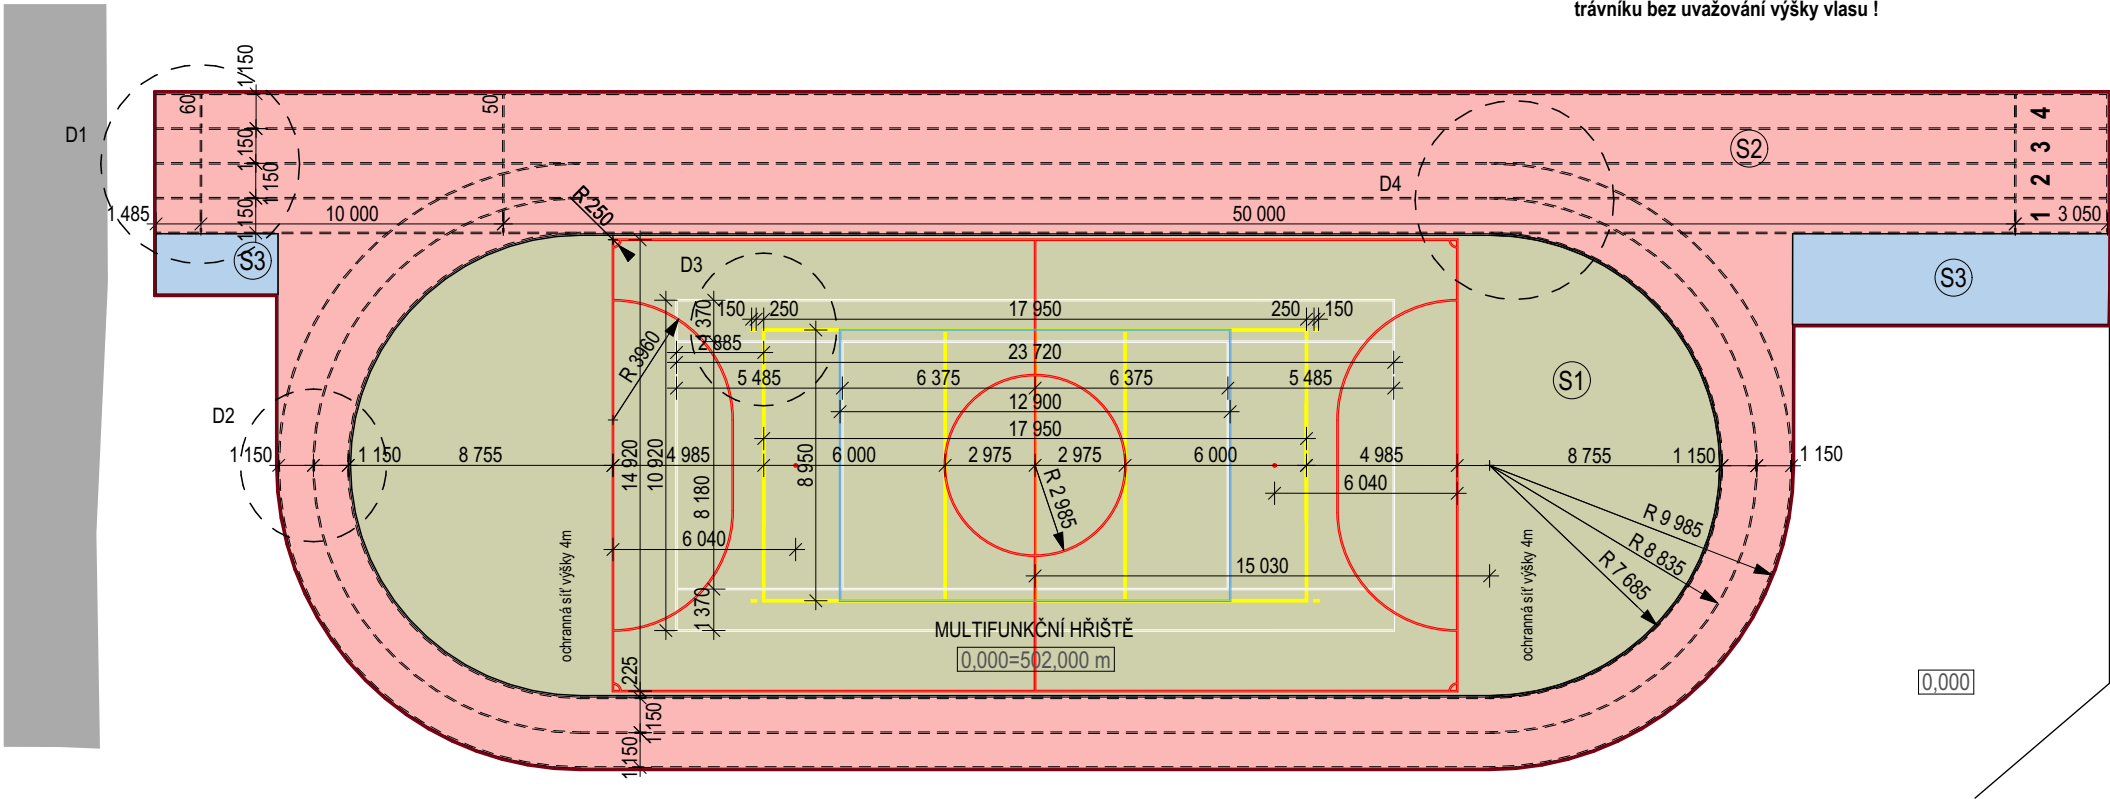 trávníku bez uvažování výšky vlasu !
1 150
60
50
D1
1 150
1 150
1 150
S2
4
3
2
1
D4
R 250
1 485
10 000
50 000
3 050
S3
S3
D3
1 370
150
250
17 950
250
150
2 885
23 720
R 3960
5 485
6 375
6 375
5 485
S1
12 900
D2
17 950
1 150
1 150
8 755
14 920
10 920
4 985
8 950
6 000
2 975
2 975
6 000
4 985
8 755
1 150
1 150
8 180
R 2 985
6 040
R 9 985
6 040
R 8 835
R 7 685
ochranná síť výšky 4m
ochranná síť výšky 4m
15 030
1 370
MULTIFUNKČNÍ HŘIŠTĚ
0,000=502,000 m
225
0,000
1 150
1 150